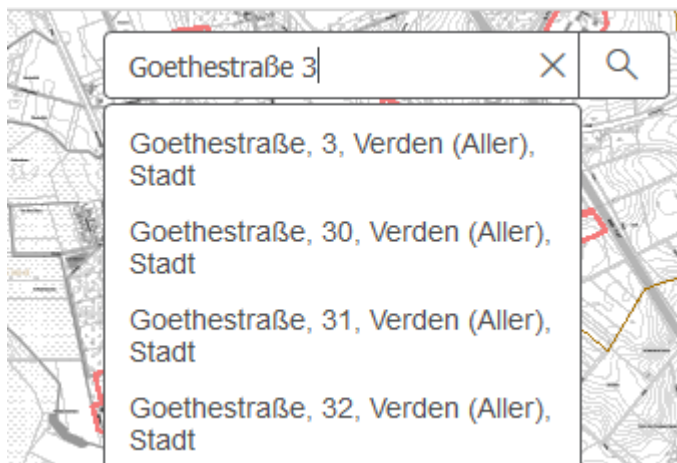 Goethestraße 3
Goethestraße, 3, Verden (Aller),
Stadt
Goethestraße, 30, Verden (Aller),
Stadt
Goethestraße, 31, Verden (Aller),
Stadt
Goethestraße, 32, Verden (Aller),
Stadt